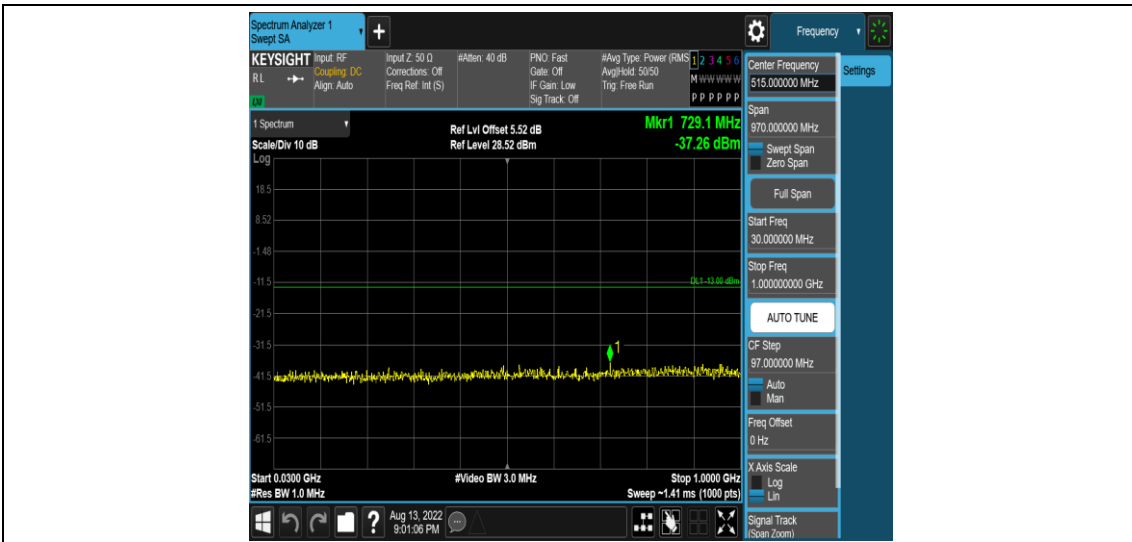 Spectrum Analyzer 1
Swept SA
+
Frequency
KEYSIGHT
RL
LXI
Input: RF
Coupling: DC
Align: Auto
Input Z: 50 Ω
Corrections: Off
Freq Ref: Int (S)
#Atten: 40 dB
PNO: Fast
Gate: Off
IF Gain: Low
Sig Track: Off
#Avg Type: Power (RMS
Avg|Hold: 50/50
Trig: Free Run
1 2 3 4 5 6
M W W W W W
P P P P P P
Center Frequency
515.000000 MHz
Settings
Span
970.000000 MHz
Swept Span
Zero Span
Full Span
Start Freq
30.000000 MHz
Stop Freq
1.000000000 GHz
AUTO TUNE
CF Step
97.000000 MHz
Auto
Man
Freq Offset
0 Hz
X Axis Scale
Log
Lin
Signal Track
(Span Zoom)
1 Spectrum
Scale/Div 10 dB
Log
Ref Lvl Offset 5.52 dB
Ref Level 28.52 dBm
Mkr1 729.1 MHz
-37.26 dBm
18.5
8.52
-1.48
-11.5
DL1 -13.00 dBm
-21.5
-31.5
1
-41.5
-51.5
-61.5
Start 0.0300 GHz
#Video BW 3.0 MHz
Stop 1.0000 GHz
#Res BW 1.0 MHz
Sweep ~1.41 ms (1000 pts)
?
Aug 13, 2022
9:01:06 PM